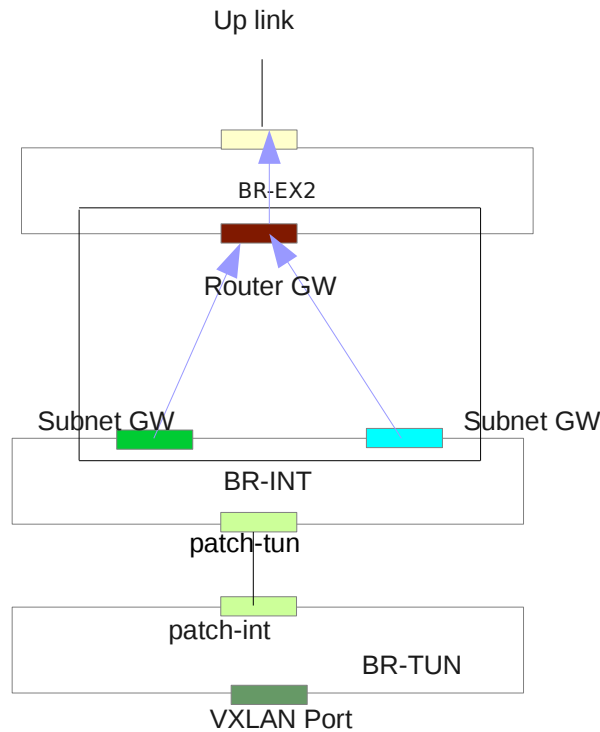 Up link
BR-EX2
Router GW
Subnet GW
Subnet GW
BR-INT
patch-tun
patch-int
BR-TUN
VXLAN Port